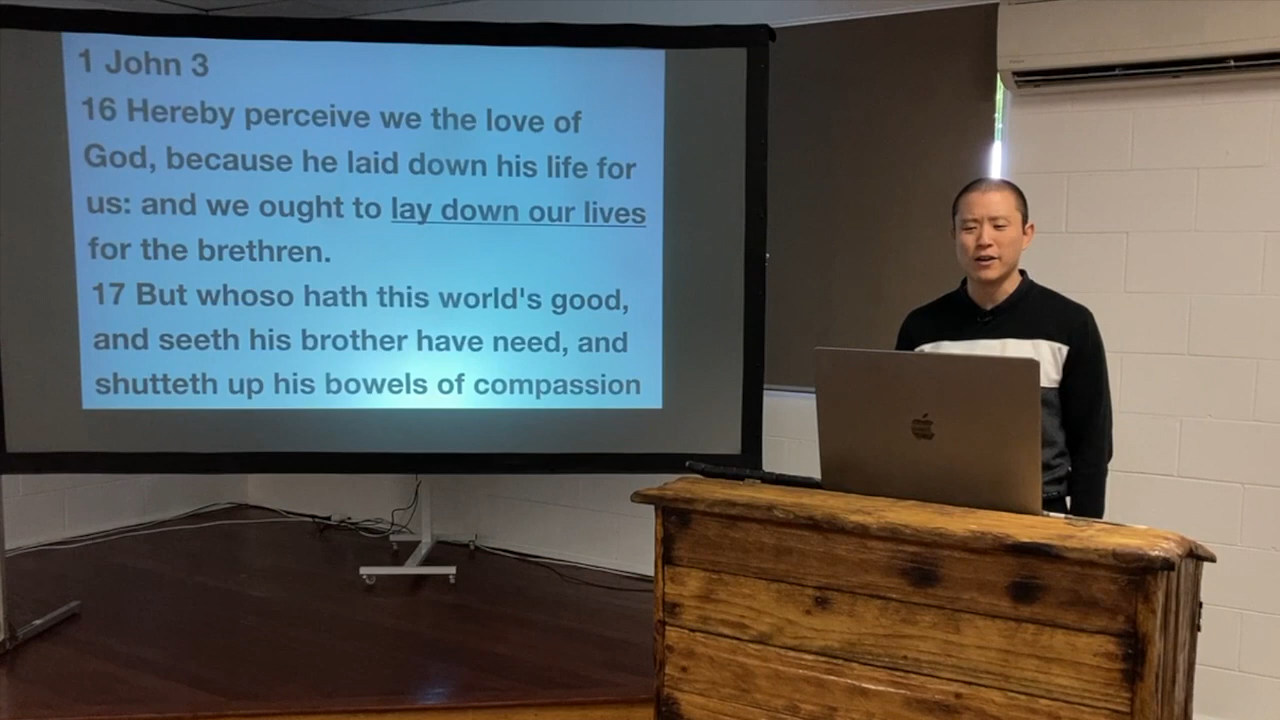 1 John 3
16 Hereby perceive we the love of
God, because he laid down his life for
us: and we ought to lay down our lives
for the brethren.
17 But whoso hath this world's good,
and seeth his brother have need, and
shutteth up his bowels of compassion